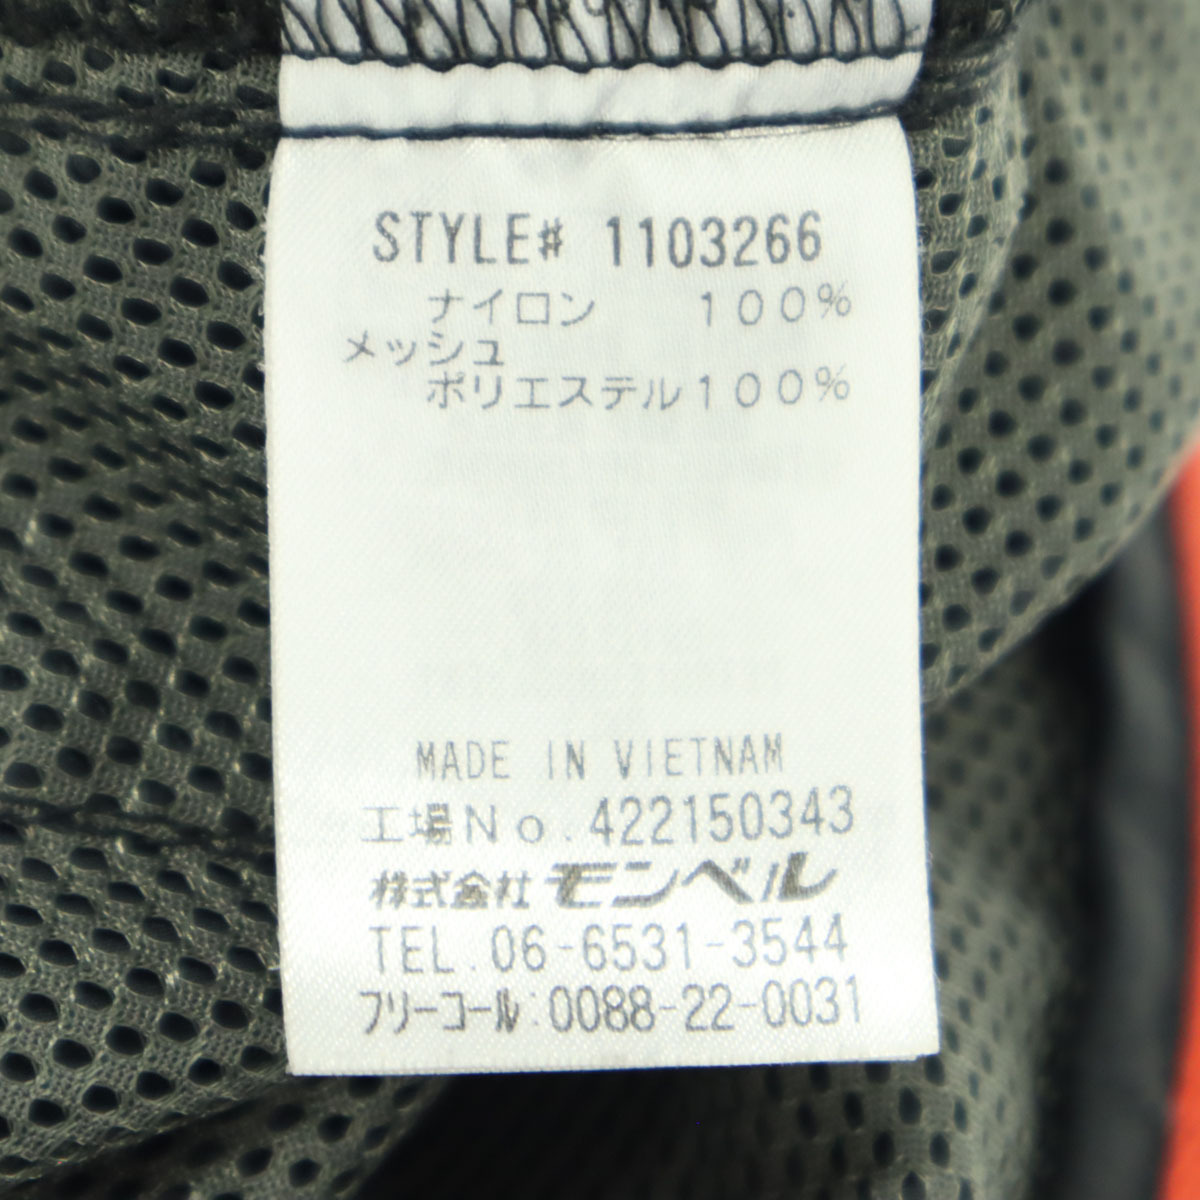 STYLE# 1103266
ナイロン 100%
メッシュ
ポリエステル100%
MADE IN VIETNAM
工場No.422150343
株式会社モンベル
TEL.06-6531-3544
フリーコール:0088-22-0031